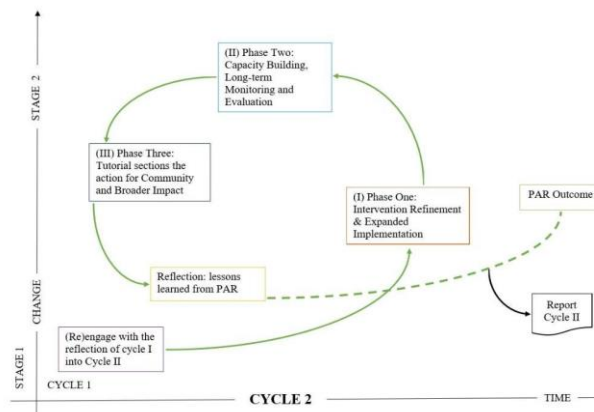 (II) Phase Two:
Capacity Building,
Long-term
Monitoring and
Evaluation
STAGE 2
(III) Phase Three:
Tutorial sections the
action for Community
and Broader Impact
(I) Phase One:
Intervention Refinement
& Expanded
Implementation
PAR Outcome
Reflection: lessons
learned from PAR
CHANGE
Report
Cycle II
(Re)engage with the
reflection of cycle I
into Cycle II
STAGE 1
CYCLE 1
CYCLE 2
TIME